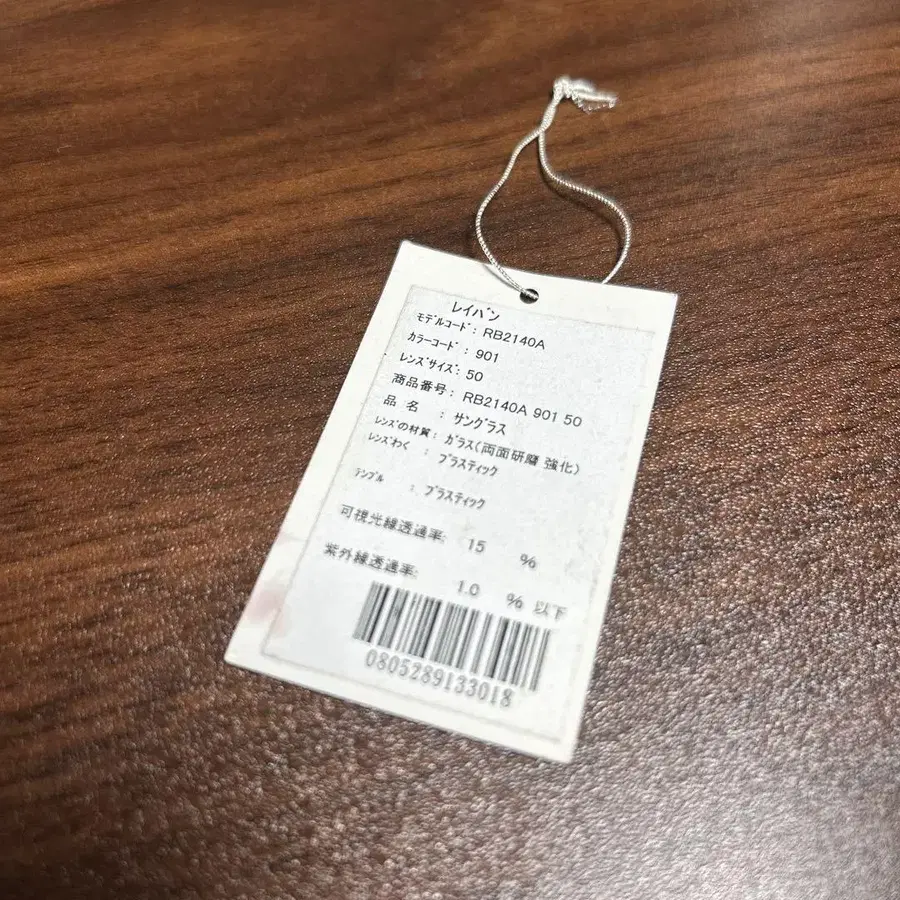 レイバン
モデルコード: RB2140A
カラーコード: 901
レンズサイズ: 50
商品番号: RB2140A 901 50
品 名 : サングラス
レンズの材質: ガラス(両面研磨 強化)
レンズわく : プラスティック
テンプル : プラスティック
可視光線透過率: 15 %
紫外線透過率: 1.0 % 以下
0805289133018